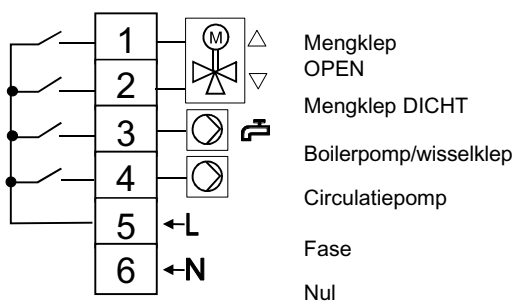 1
M
Mengklep
OPEN
2
Mengklep DICHT
3
Boilerpomp/wisselklep
4
Circulatiepomp
5
L
Fase
6
N
Nul